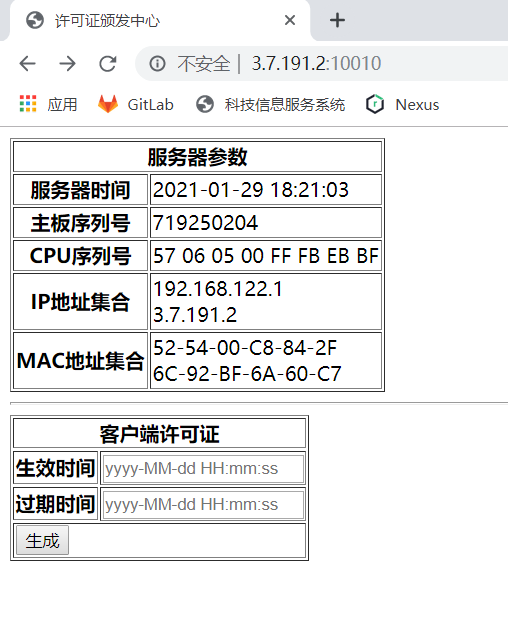 许可证颁发中心
不安全 | 3.7.191.2:10010
应用 GitLab 科技信息服务系统 Nexus
服务器参数
服务器时间 2021-01-29 18:21:03
主板序列号 719250204
CPU序列号 57 06 05 00 FF FB EB BF
IP地址集合 192.168.122.1
3.7.191.2
MAC地址集合 52-54-00-C8-84-2F
6C-92-BF-6A-60-C7
客户端许可证
生效时间 yyyy-MM-dd HH:mm:ss
过期时间 yyyy-MM-dd HH:mm:ss
生成